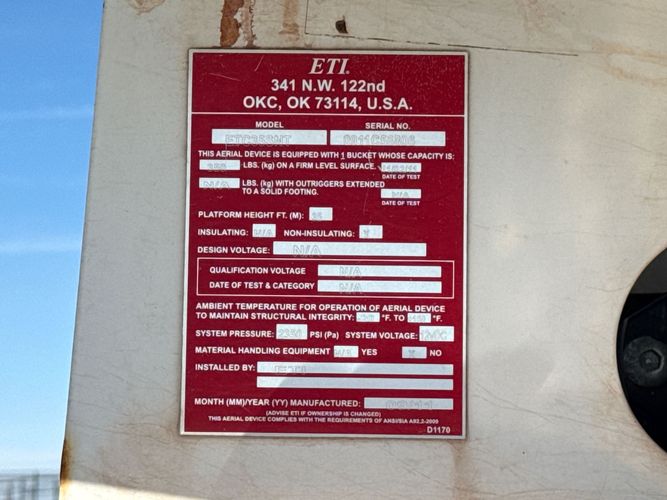 ETI.
341 N.W. 122nd
OKC, OK 73114, U.S.A.
MODEL SERIAL NO.
THIS AERIAL DEVICE IS EQUIPPED WITH 1 BUCKET WHOSE CAPACITY IS:
LBS. (kg) ON A FIRM LEVEL SURFACE.
DATE OF TEST
N/A LBS. (kg) WITH OUTRIGGERS EXTENDED
TO A SOLID FOOTING. N/A
DATE OF TEST
PLATFORM HEIGHT FT. (M):
INSULATING: N/A NON-INSULATING: X
DESIGN VOLTAGE: N/A
QUALIFICATION VOLTAGE N/A
DATE OF TEST & CATEGORY N/A
AMBIENT TEMPERATURE FOR OPERATION OF AERIAL DEVICE
TO MAINTAIN STRUCTURAL INTEGRITY: °F. TO °F.
SYSTEM PRESSURE: PSI (Pa) SYSTEM VOLTAGE: 12VDC
MATERIAL HANDLING EQUIPMENT N/A YES X NO
INSTALLED BY: ETI
MONTH (MM)/YEAR (YY) MANUFACTURED:
(ADVISE ETI IF OWNERSHIP IS CHANGED)
THIS AERIAL DEVICE COMPLIES WITH THE REQUIREMENTS OF ANSI/SIA A92.2-2009
D1170